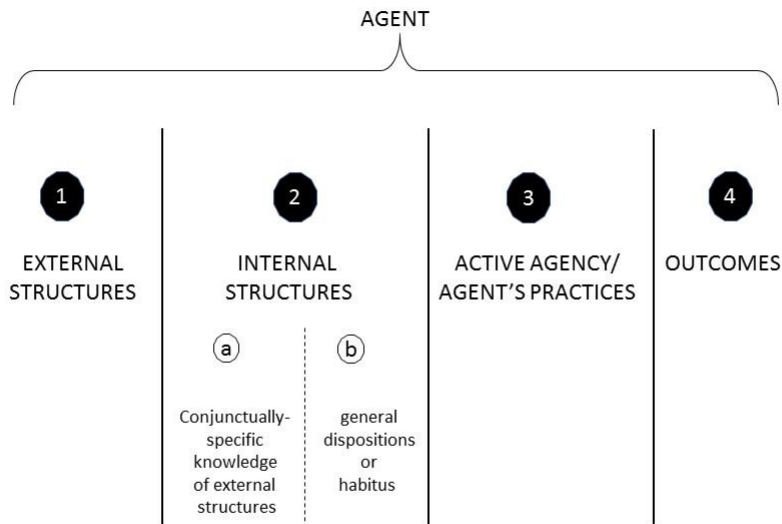 AGENT
1
2
3
4
EXTERNAL
STRUCTURES
INTERNAL
STRUCTURES
ACTIVE AGENCY/
AGENT’S PRACTICES
OUTCOMES
a
b
Conjunctually-
specific
knowledge
of external
structures
general
dispositions
or
habitus